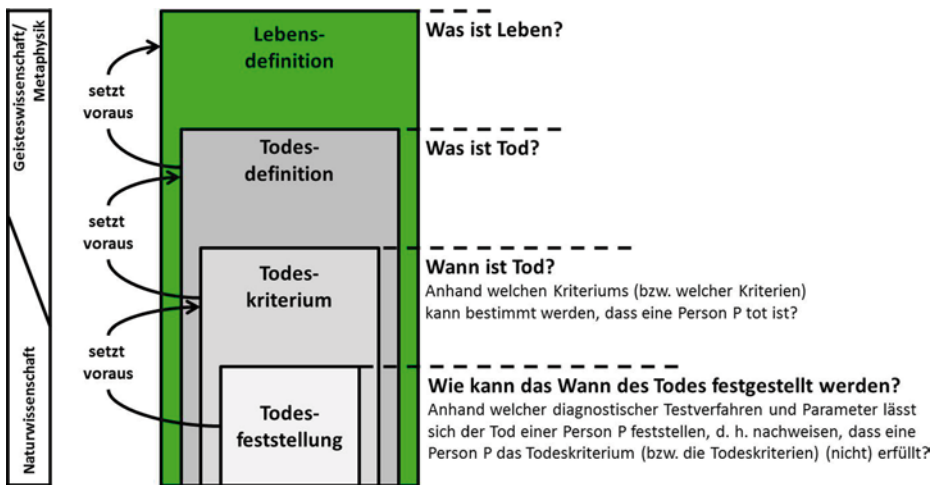 Geisteswissenschaft/
Metaphysik
Naturwissenschaft
setzt
voraus
setzt
voraus
setzt
voraus
Lebens-
definition
Was ist Leben?
Todes-
definition
Was ist Tod?
Todes-
kriterium
Wann ist Tod?
Anhand welchen Kriteriums (bzw. welcher Kriterien)
kann bestimmt werden, dass eine Person P tot ist?
Todes-
feststellung
Wie kann das Wann des Todes festgestellt werden?
Anhand welcher diagnostischer Testverfahren und Parameter lässt
sich der Tod einer Person P feststellen, d. h. nachweisen, dass eine
Person P das Todeskriterium (bzw. die Todeskriterien) (nicht) erfüllt?